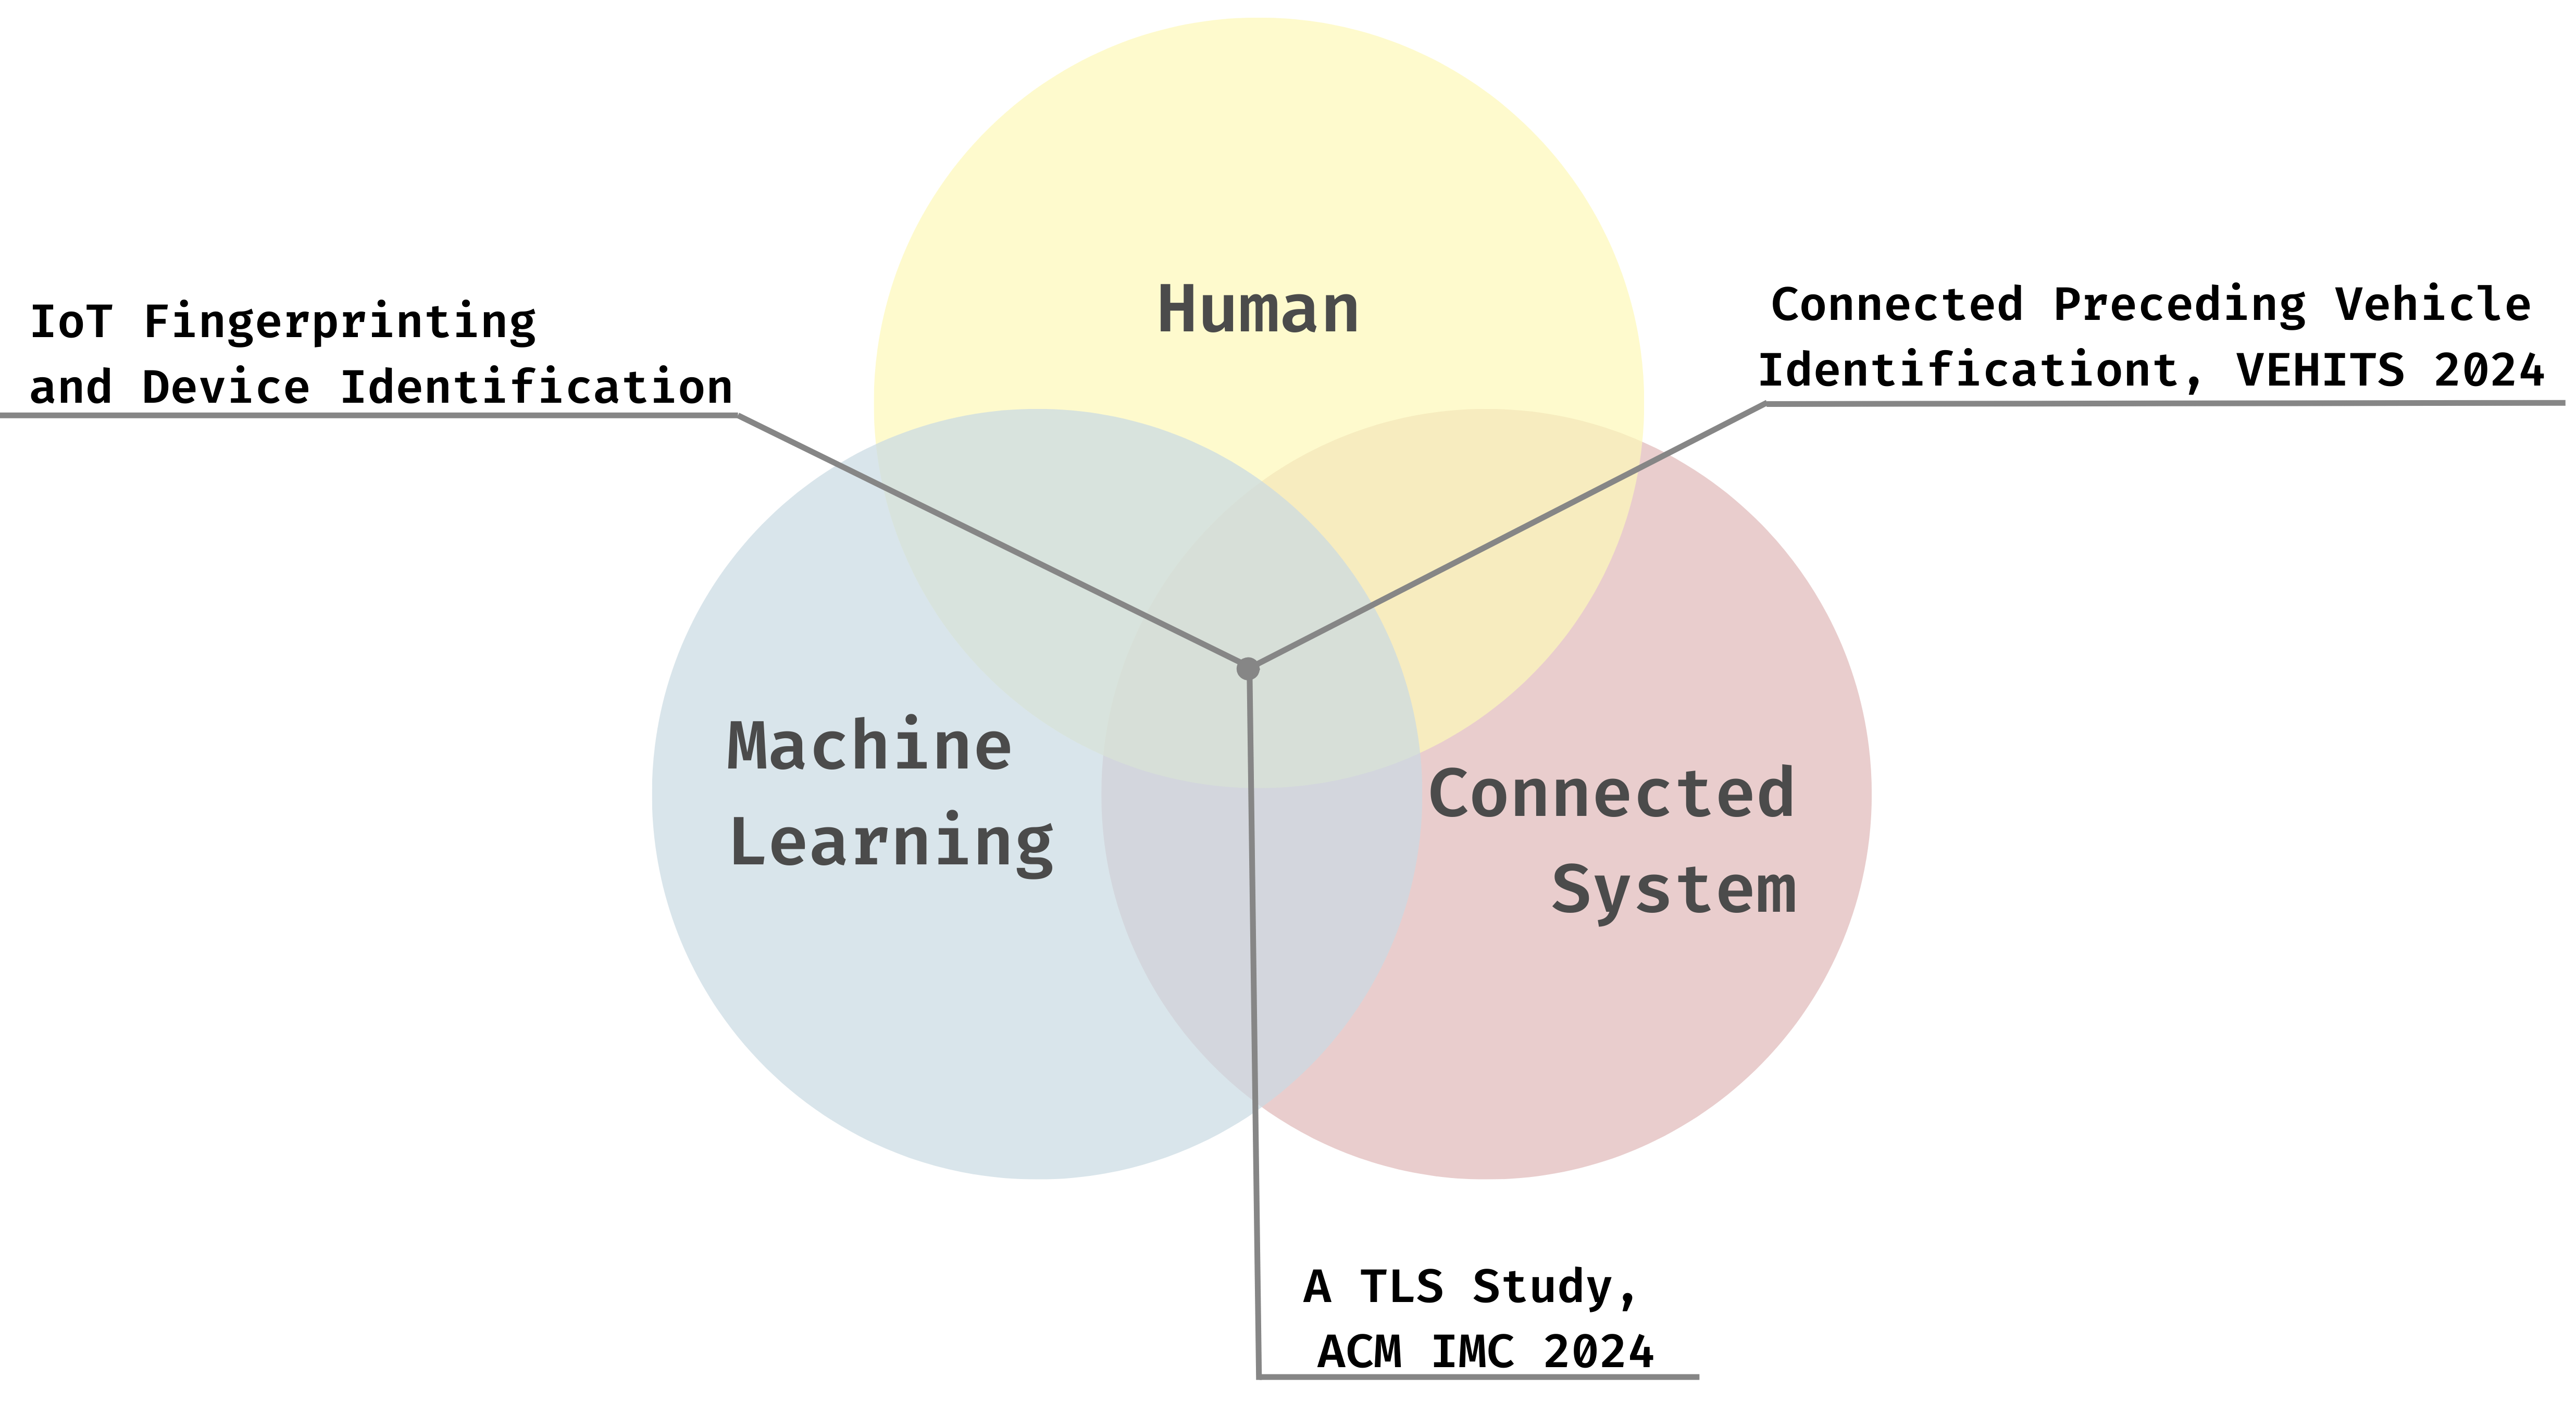 Human
IoT Fingerprinting
and Device Identification
Connected Preceding Vehicle
Identificationt, VEHITS 2024
Machine
Learning
Connected
System
A TLS Study,
ACM IMC 2024